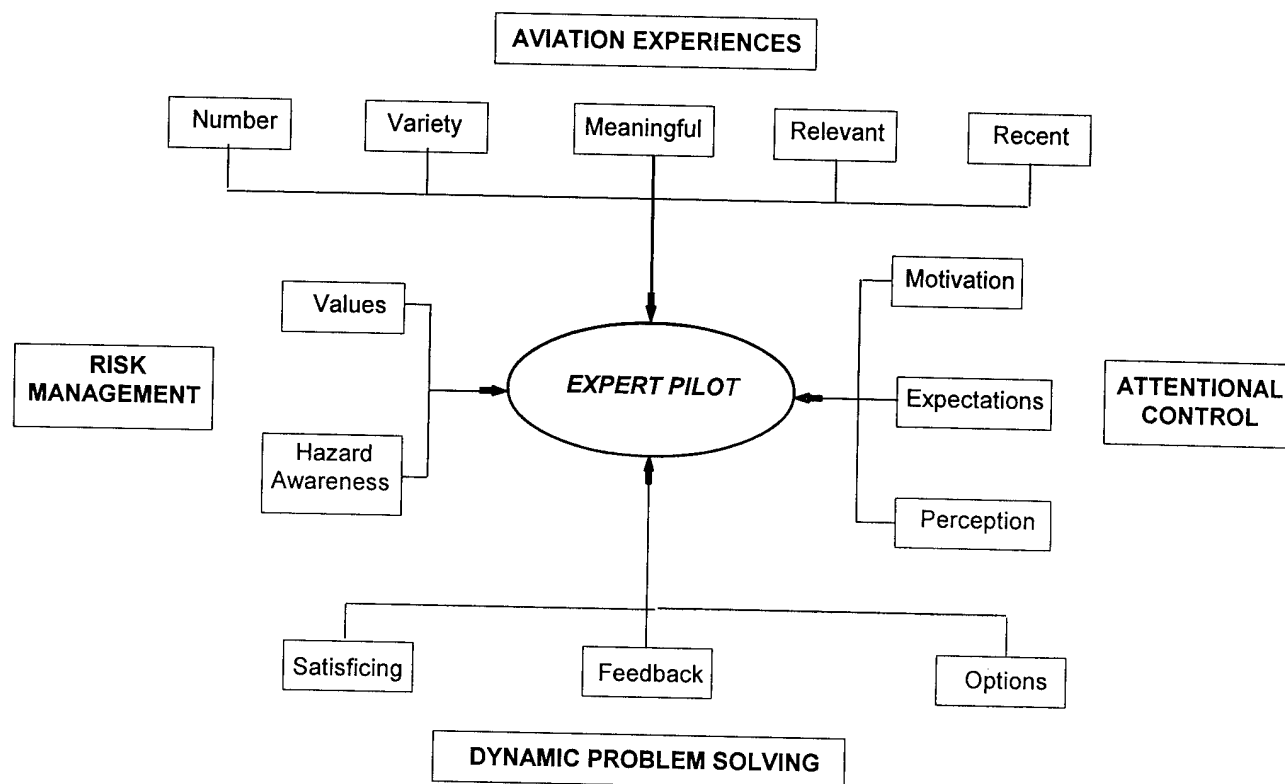 AVIATION EXPERIENCES
Number
Variety
Meaningful
Relevant
Recent
Motivation
Values
RISK
MANAGEMENT
EXPERT PILOT
Expectations
ATTENTIONAL
CONTROL
Hazard
Awareness
Perception
Satisficing
Feedback
Options
DYNAMIC PROBLEM SOLVING